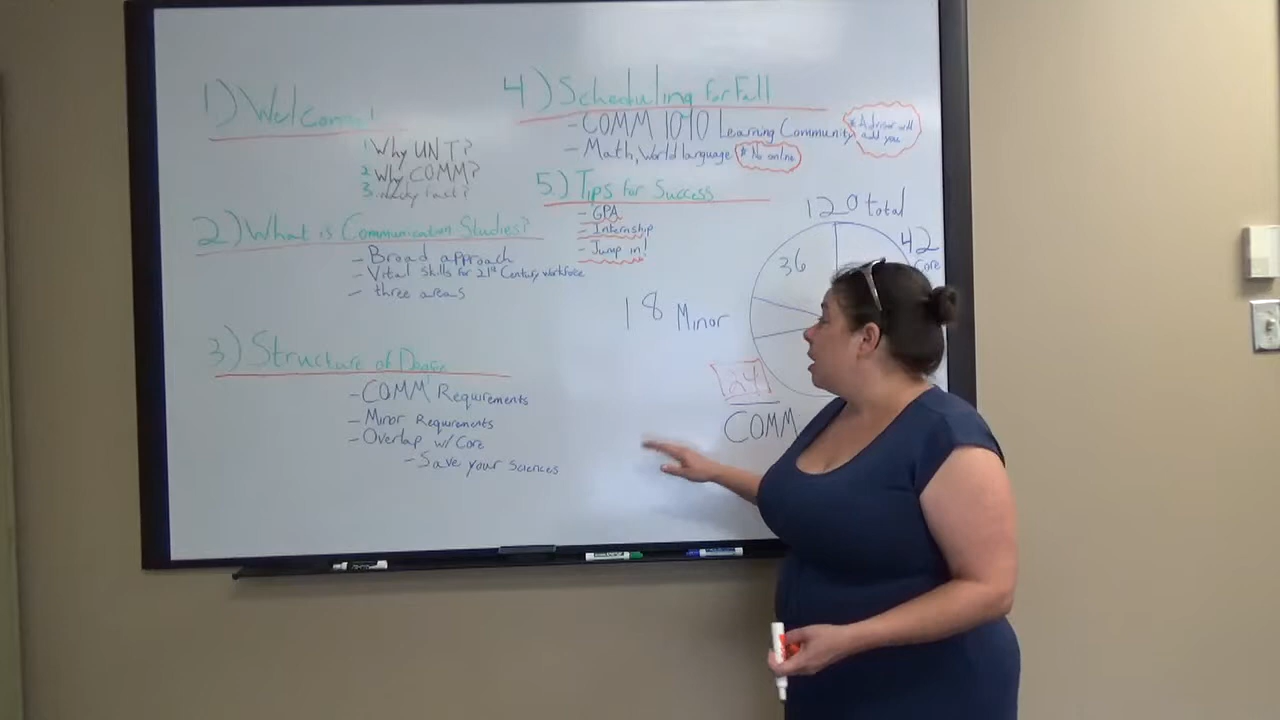 1) Welcome!
1. Why UNT?
2. Why COMM?
3.
2) What is Communication Studies?
- Broad approach
- Vital Skills for 21st Century workforce
- three areas
3) Structure of Degree
- COMM Requirements
- Minor Requirements
- Overlap w/ Core
- Save your Sciences
4) Scheduling for Fall
- COMM 1010 Learning Community
* Advisor will add you
- Math, World language * No online
5.) Tips for Success
- GPA
- Internship
- Jump in!
120 total
42
Core
36
18 Minor
24
COMM